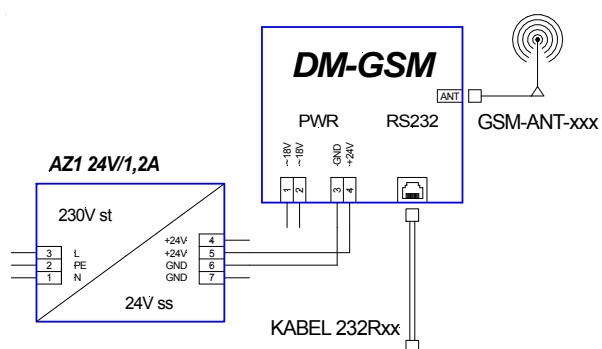 DM-GSM
ANT
PWR
RS232
GSM-ANT-xxx
~18V
~18V
GND
+24V
1
2
3
4
AZ1 24V/1,2A
230V st
3
L
2
PE
1
N
+24V
4
+24V
5
GND
6
GND
7
24V ss
KABEL 232Rxx